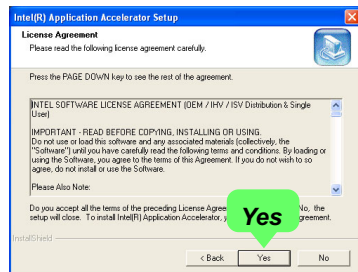 Intel(R) Application Accelerator Setup
License Agreement
Please read the following license agreement carefully.
Press the PAGE DOWN key to see the rest of the agreement.
INTEL SOFTWARE LICENSE AGREEMENT (OEM / IHV / ISV Distribution & Single
User)
IMPORTANT - READ BEFORE COPYING, INSTALLING OR USING.
Do not use or load this software and any associated materials (collectively, the
"Software") until you have carefully read the following terms and conditions. By loading or
using the Software, you agree to the terms of this Agreement. If you do not wish to so
agree, do not install or use the Software.
Please Also Note:
Do you accept all the terms of the preceding License Agree No, the
setup will close. To install Intel(R) Application Accelerator, greement.
Yes
InstallShield
< Back Yes No